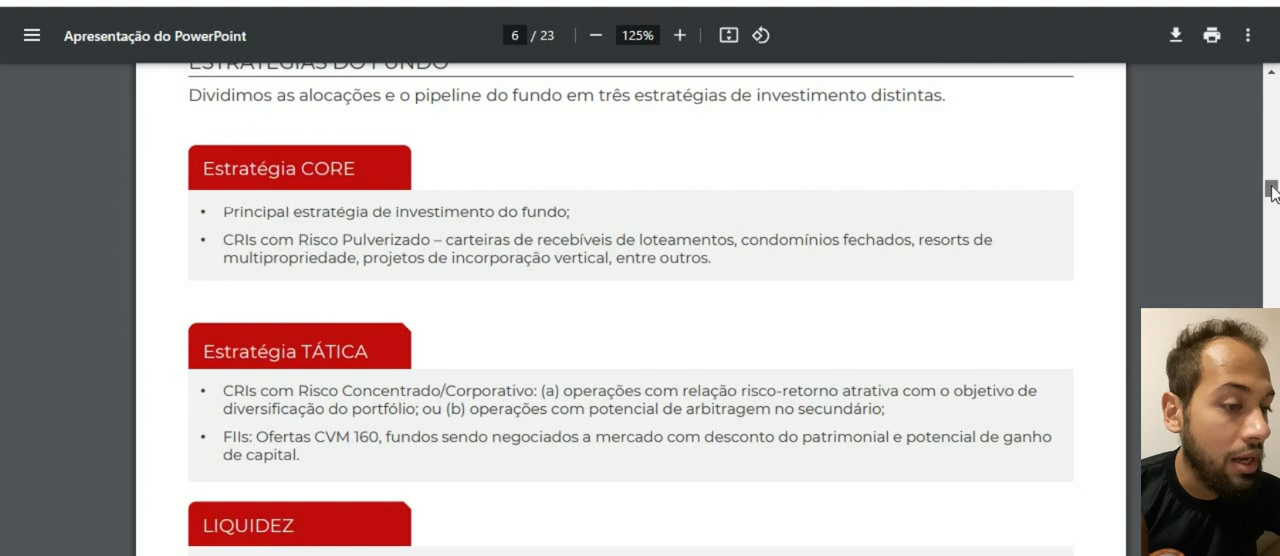 Apresentação do PowerPoint
6 / 23
125%
ESTRATÉGIAS DO FUNDO
Dividimos as alocações e o pipeline do fundo em três estratégias de investimento distintas.
Estratégia CORE
• Principal estratégia de investimento do fundo;
• CRIs com Risco Pulverizado – carteiras de recebíveis de loteamentos, condomínios fechados, resorts de
multipropriedade, projetos de incorporação vertical, entre outros.
Estratégia TÁTICA
• CRIs com Risco Concentrado/Corporativo: (a) operações com relação risco-retorno atrativa com o objetivo de
diversificação do portfólio; ou (b) operações com potencial de arbitragem no secundário;
• FIIs: Ofertas CVM 160, fundos sendo negociados a mercado com desconto do patrimonial e potencial de ganho
de capital.
LIQUIDEZ